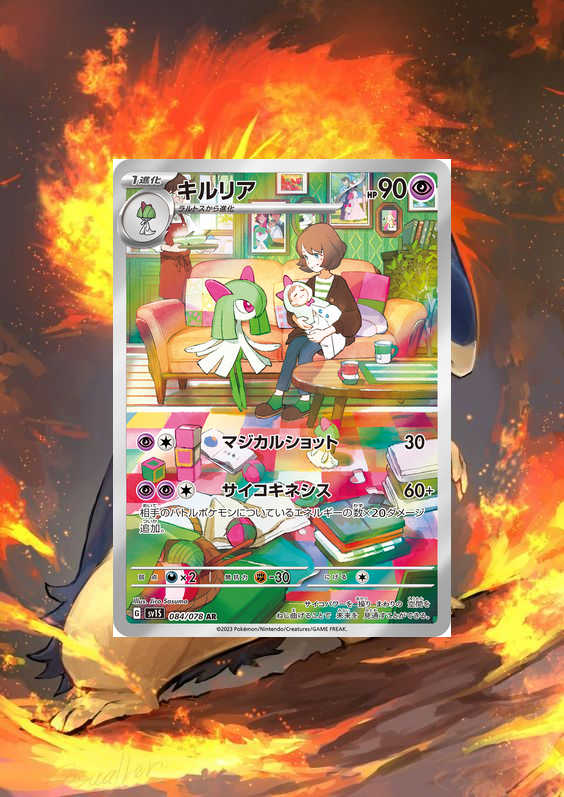 1進化
キルリア
ラルトスから進化
HP 90
マジカルショット 30
サイコキネシス 60+
相手のバトルポケモンについているエネルギーの数×20ダメージ
追加。
弱点 ×2 抵抗力 -30 にげる
Illus. Jiro Sasumo
サイコパワーを 操り まわりの 空間を
ねじ曲げることで 未来を 見通すことができる。
G sv1S 084/078 AR
©2023 Pokémon/Nintendo/Creatures/GAME FREAK.